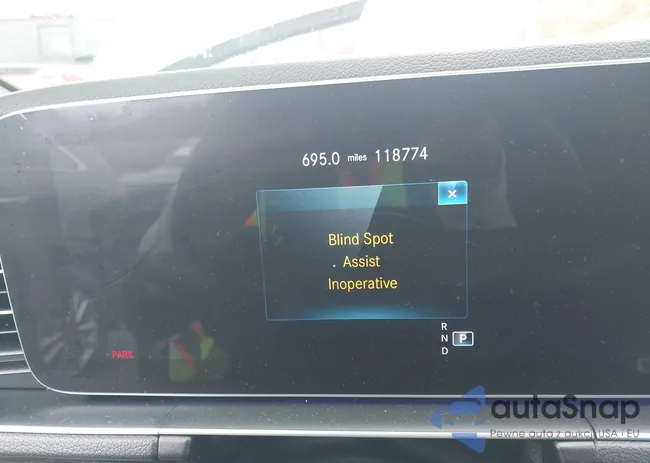 695.0 miles 118774
×
Blind Spot
Assist
Inoperative
R
N P
D
PARK
autaSnap
Pewne auta z aukcji USA i EU